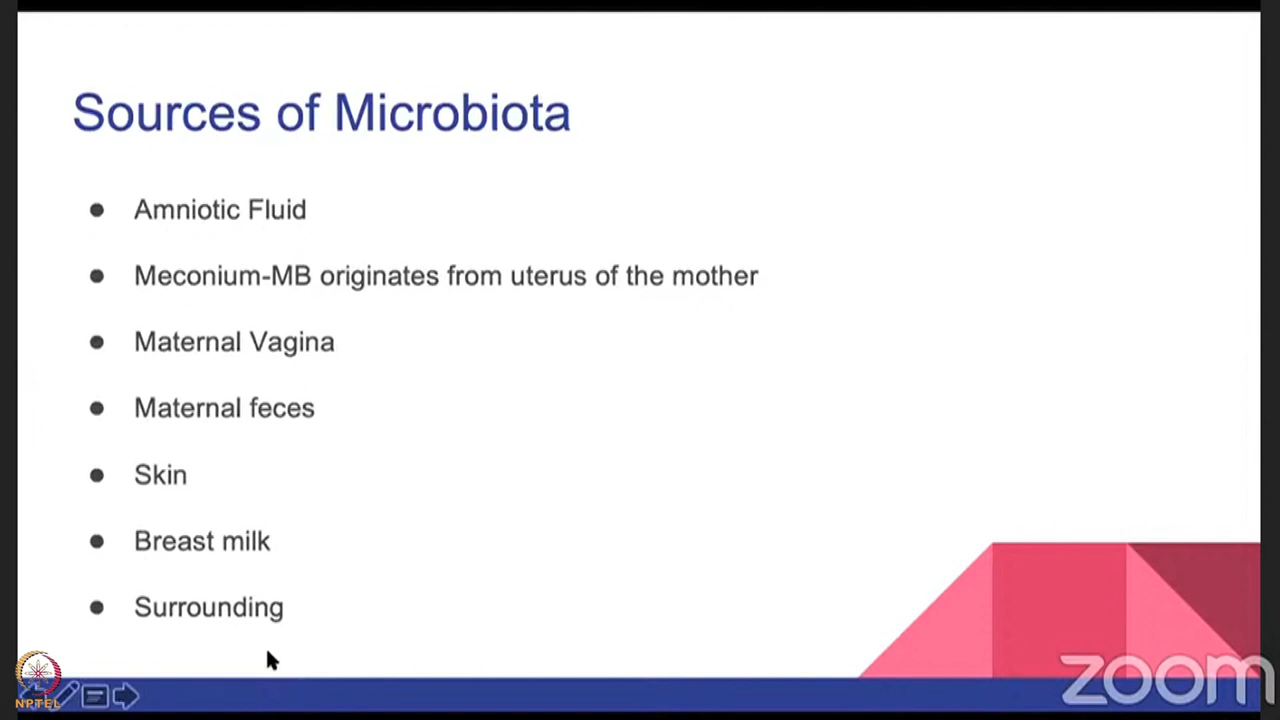 Sources of Microbiota
Amniotic Fluid
Meconium-MB originates from uterus of the mother
Maternal Vagina
Maternal feces
Skin
Breast milk
Surrounding
NPTEL
zoom